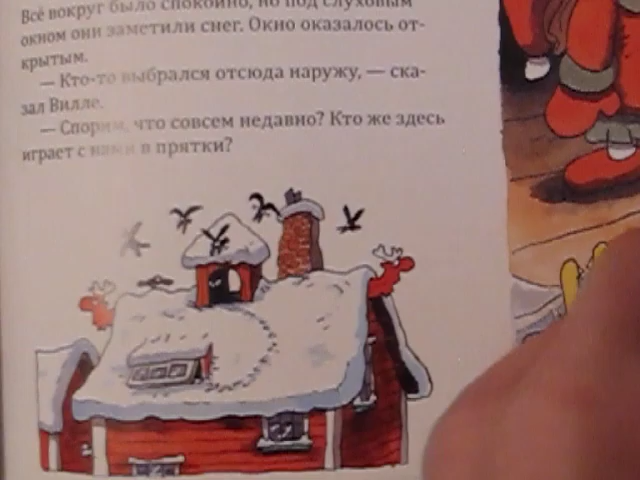 Всё вокруг было спокойно, но под слуховым
окном они заметили снег. Окно оказалось от-
крытым.
— Кто-то выбрался отсюда наружу, — ска-
зал Вилле.
— Спорим, что совсем недавно? Кто же здесь
играет с нами в прятки?